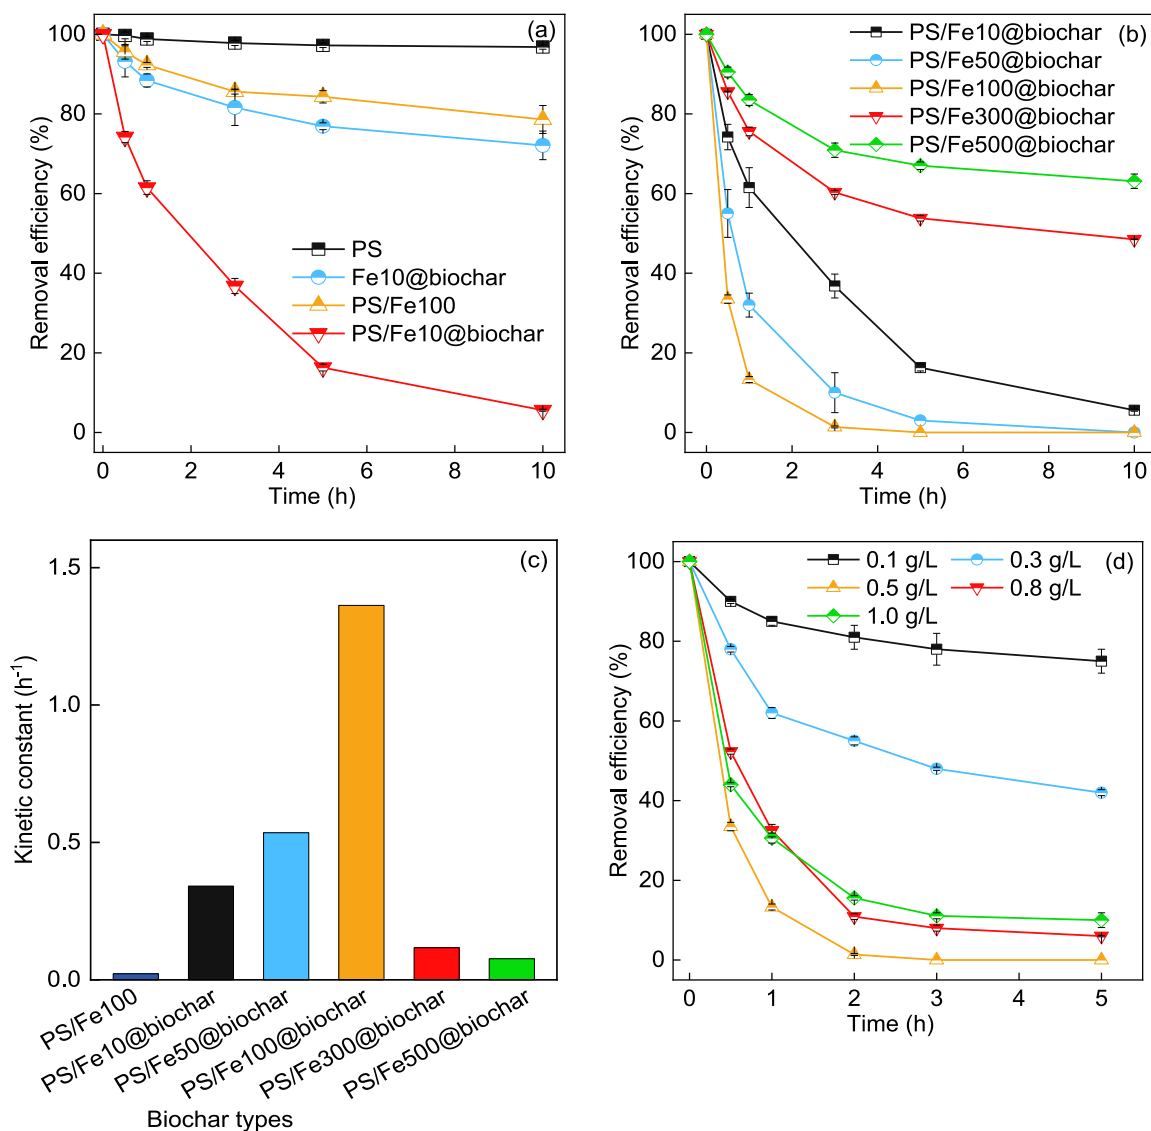 (a)
Removal efficiency (%)
100
80
60
40
20
0
PS
Fe10@biochar
PS/Fe100
PS/Fe10@biochar
0 2 4 6 8 10
Time (h)
(b)
Removal efficiency (%)
100
80
60
40
20
0
PS/Fe10@biochar
PS/Fe50@biochar
PS/Fe100@biochar
PS/Fe300@biochar
PS/Fe500@biochar
0 2 4 6 8 10
Time (h)
(c)
Kinetic constant (h⁻¹)
1.5
1.0
0.5
0.0
PS/Fe100
PS/Fe10@biochar
PS/Fe50@biochar
PS/Fe100@biochar
PS/Fe300@biochar
PS/Fe500@biochar
Biochar types
(d)
Removal efficiency (%)
100
80
60
40
20
0
0.1 g/L 0.3 g/L
0.5 g/L 0.8 g/L
1.0 g/L
0 1 2 3 4 5
Time (h)